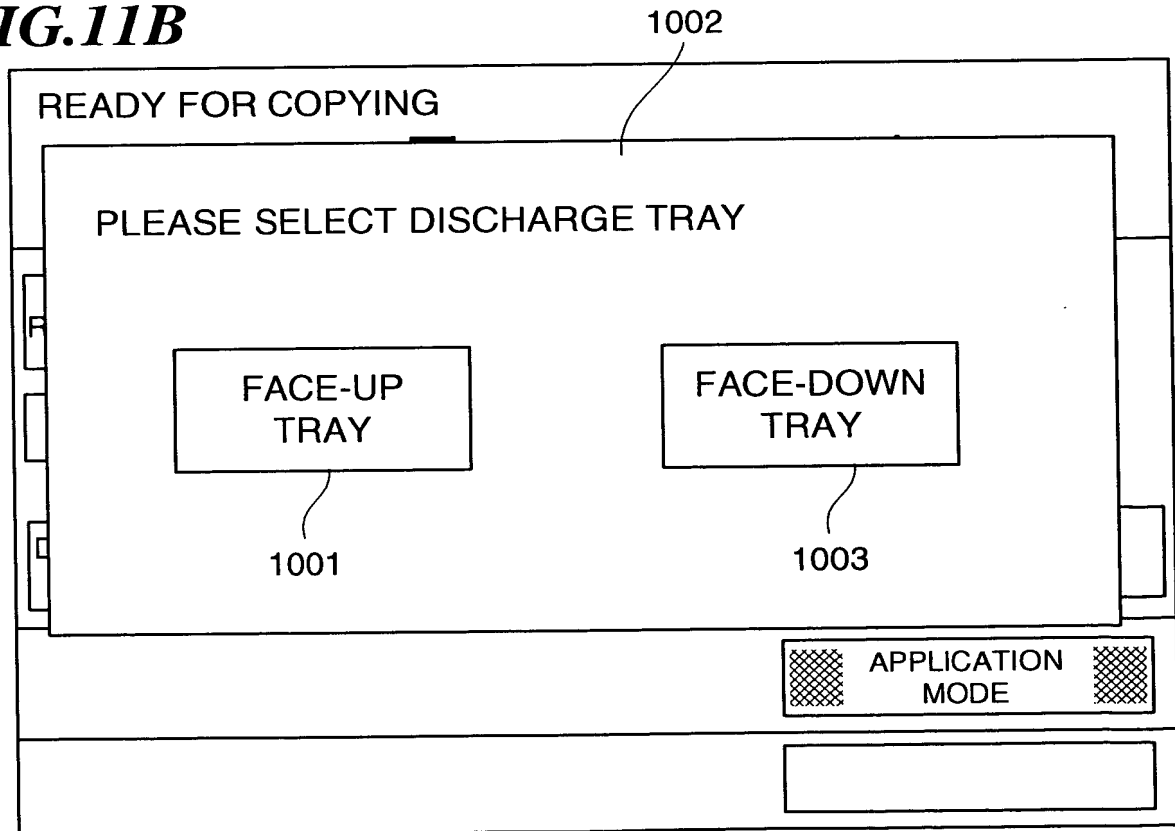 IG.11B
1002
READY FOR COPYING
PLEASE SELECT DISCHARGE TRAY
R
FACE-UP
TRAY
FACE-DOWN
TRAY
1001
1003
APPLICATION
MODE